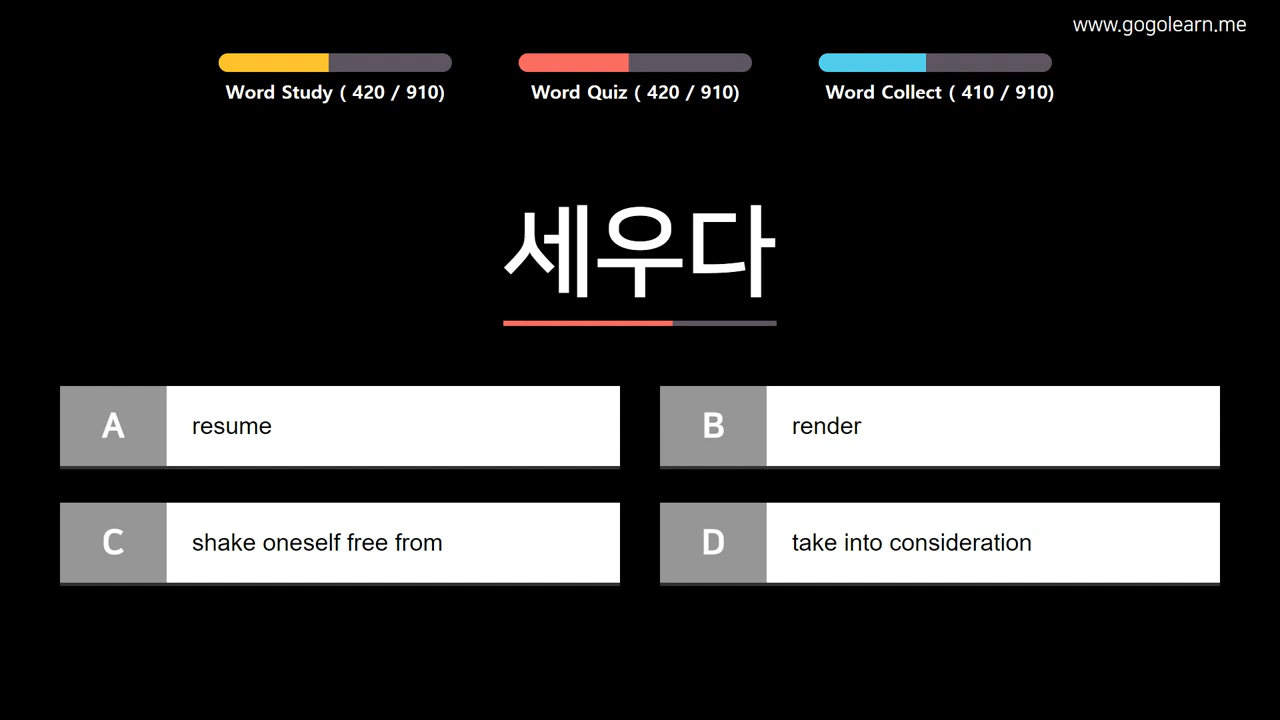 www.gogolearn.me
Word Study ( 420 / 910)
Word Quiz ( 420 / 910)
Word Collect ( 410 / 910)
세우다
A resume
B render
C shake oneself free from
D take into consideration